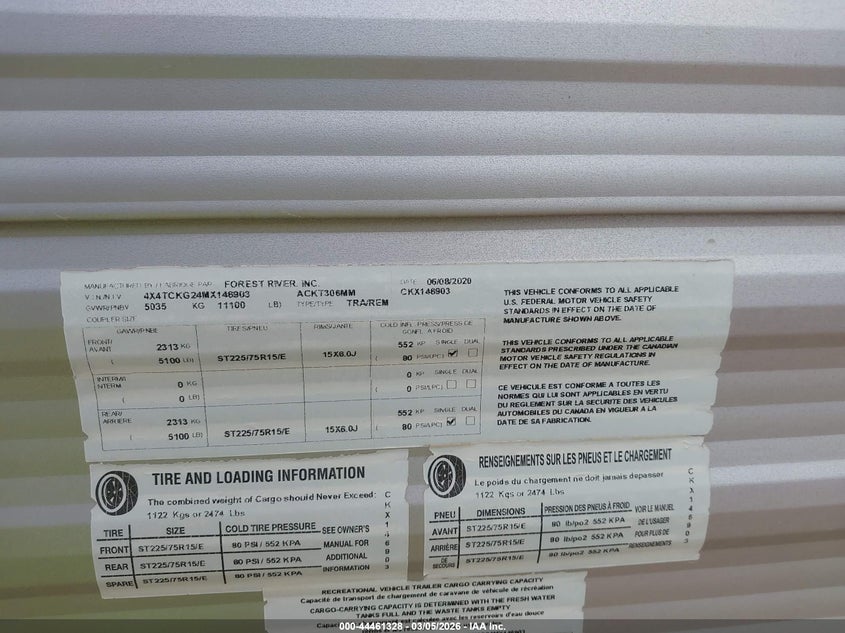 MANUFACTURED BY / FABRIQUE PAR FOREST RIVER, INC. DATE 06/08/2020
V.I.N./N.I.V 4X4TCKG24MX146903 ACKT306MM CKX146903
GVWR/PNBV 5035 KG 11100 LB) TYPE/TYPE TRA/REM
COUPLER SIZE
GAWR/PNBE TIRES/PNEU RIMS/JANTE COLD INFL. PRESS/PRESS DE GONFL. A FROID
FRONT/ AVANT 2313 KG 552 KP SINGLE DUAL
( 5100 LB) ST225/75R15/E 15X6.0J ( 80 PSI/LPC)
INTERM/ INTERM. 0 KG 0 KP SINGLE DUAL
( 0 LB) ( 0 PSI/LPC)
REAR/ ARRIERE 2313 KG 552 KP SINGLE DUAL
( 5100 LB) ST225/75R15/E 15X6.0J ( 80 PSI/LPC)
THIS VEHICLE CONFORMS TO ALL APPLICABLE
U.S. FEDERAL MOTOR VEHICLE SAFETY
STANDARDS IN EFFECT ON THE DATE OF
MANUFACTURE SHOWN ABOVE.
THIS VEHICLE CONFORMS TO ALL APPLICABLE
STANDARDS PRESCRIBED UNDER THE CANADIAN
MOTOR VEHICLE SAFETY REGULATIONS IN
EFFECT ON THE DATE OF MANUFACTURE.
CE VEHICULE EST CONFORME A TOUTES LES
NORMES QUI LUI SONT APPLICABLES EN VERTU
DU REGLEMENT SUR LA SECURITE DES VEHICULES
AUTOMOBILES DU CANADA EN VIGUEUR A LA
DATE DE SA FABRICATION.
TIRE AND LOADING INFORMATION
The combined weight of Cargo should Never Exceed:
1122 Kgs or 2474 Lbs
TIRE SIZE COLD TIRE PRESSURE SEE OWNER'S
FRONT ST225/75R15/E 80 PSI / 552 KPA MANUAL FOR
REAR ST225/75R15/E 80 PSI / 552 KPA ADDITIONAL
SPARE ST225/75R15/E 80 PSI / 552 KPA INFORMATION
CKX146903
RENSEIGNEMENTS SUR LES PNEUS ET LE CHARGEMENT
Le poids du chargement ne doit jamais depasser
1122 Kgs or 2474 Lbs
PNEU DIMENSIONS PRESSION DES PNEUS À FROID VOIR LE MANUEL
AVANT ST225/75R15/E 80 lb/po2 552 KPA DE L'USAGER
ARRIÈRE ST225/75R15/E 80 lb/po2 552 KPA POUR PLUS DE
DE SECOURS ST225/75R15/E 80 lb/po2 552 KPA RENSEIGNEMENTS
CKX146903
RECREATIONAL VEHICLE TRAILER CARGO CARRYING CAPACITY
Capacité de transport de chargement de caravane de véhicule de récréation
CARGO-CARRYING CAPACITY IS DETERMINED WITH THE FRESH WATER
TANKS FULL AND THE WASTE TANKS EMPTY
000-44461328 - 03/05/2026 - IAA Inc.